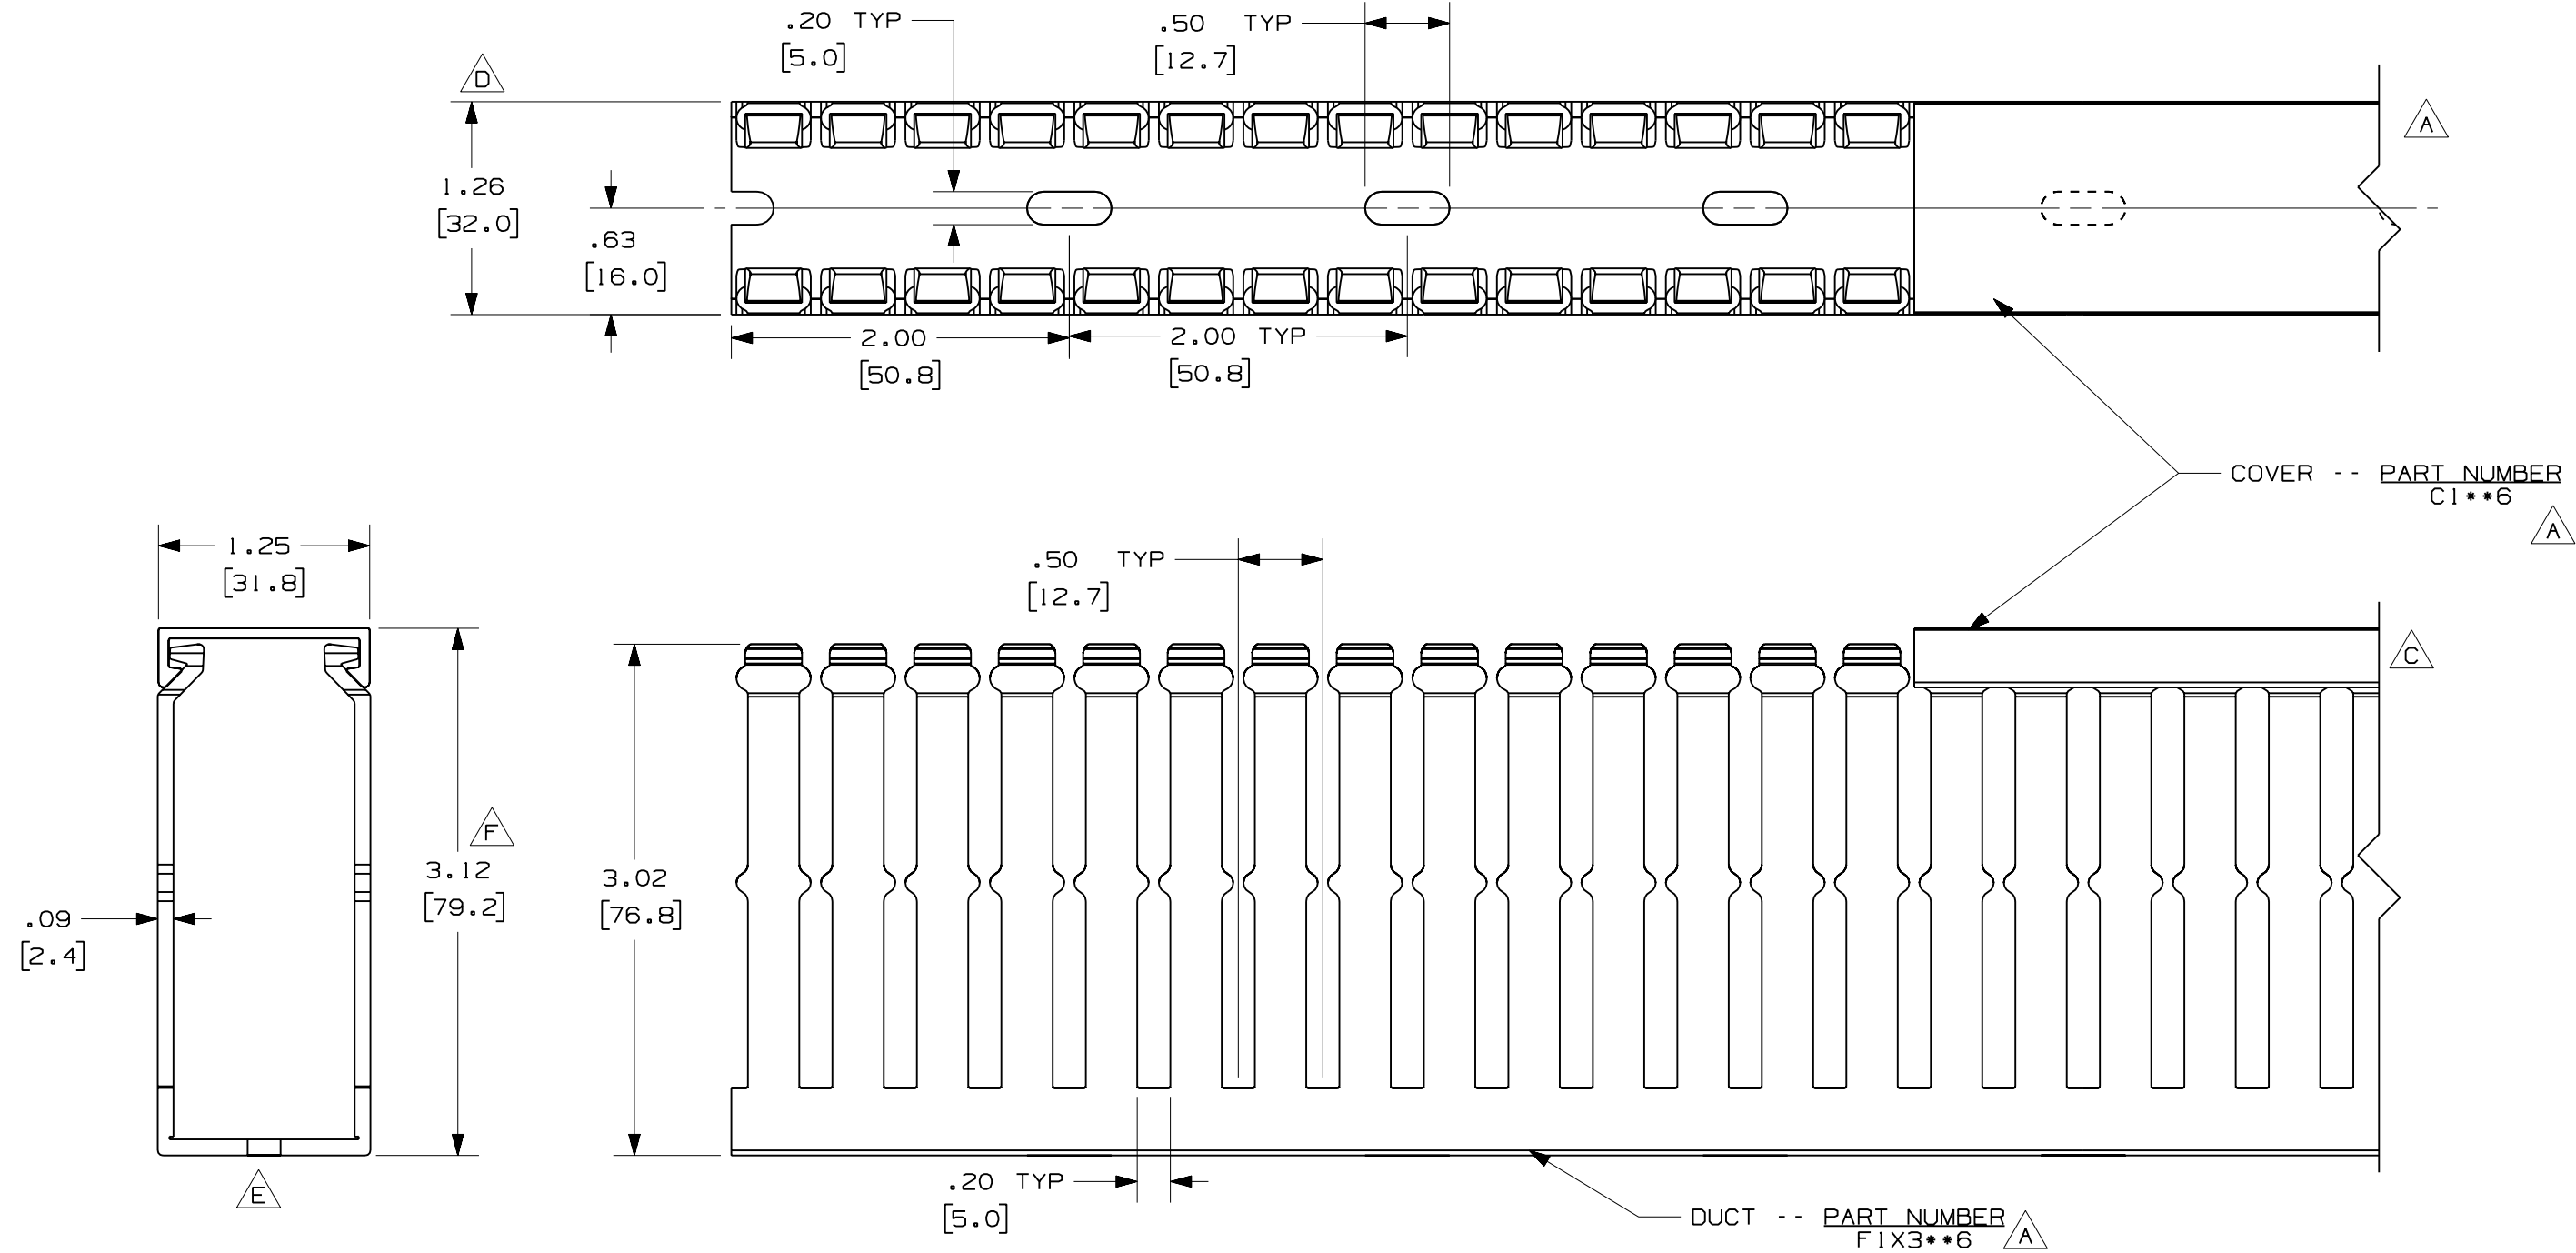 .20 TYP
[5.0]
.50 TYP
[12.7]
D
A
1.26
[32.0]
.63
[16.0]
2.00
[50.8]
2.00 TYP
[50.8]
COVER -- PART NUMBER
C1**6
A
1.25
[31.8]
.50 TYP
[12.7]
C
F
3.12
[79.2]
3.02
[76.8]
.09
[2.4]
E
.20 TYP
[5.0]
DUCT -- PART NUMBER
F1X3**6
A